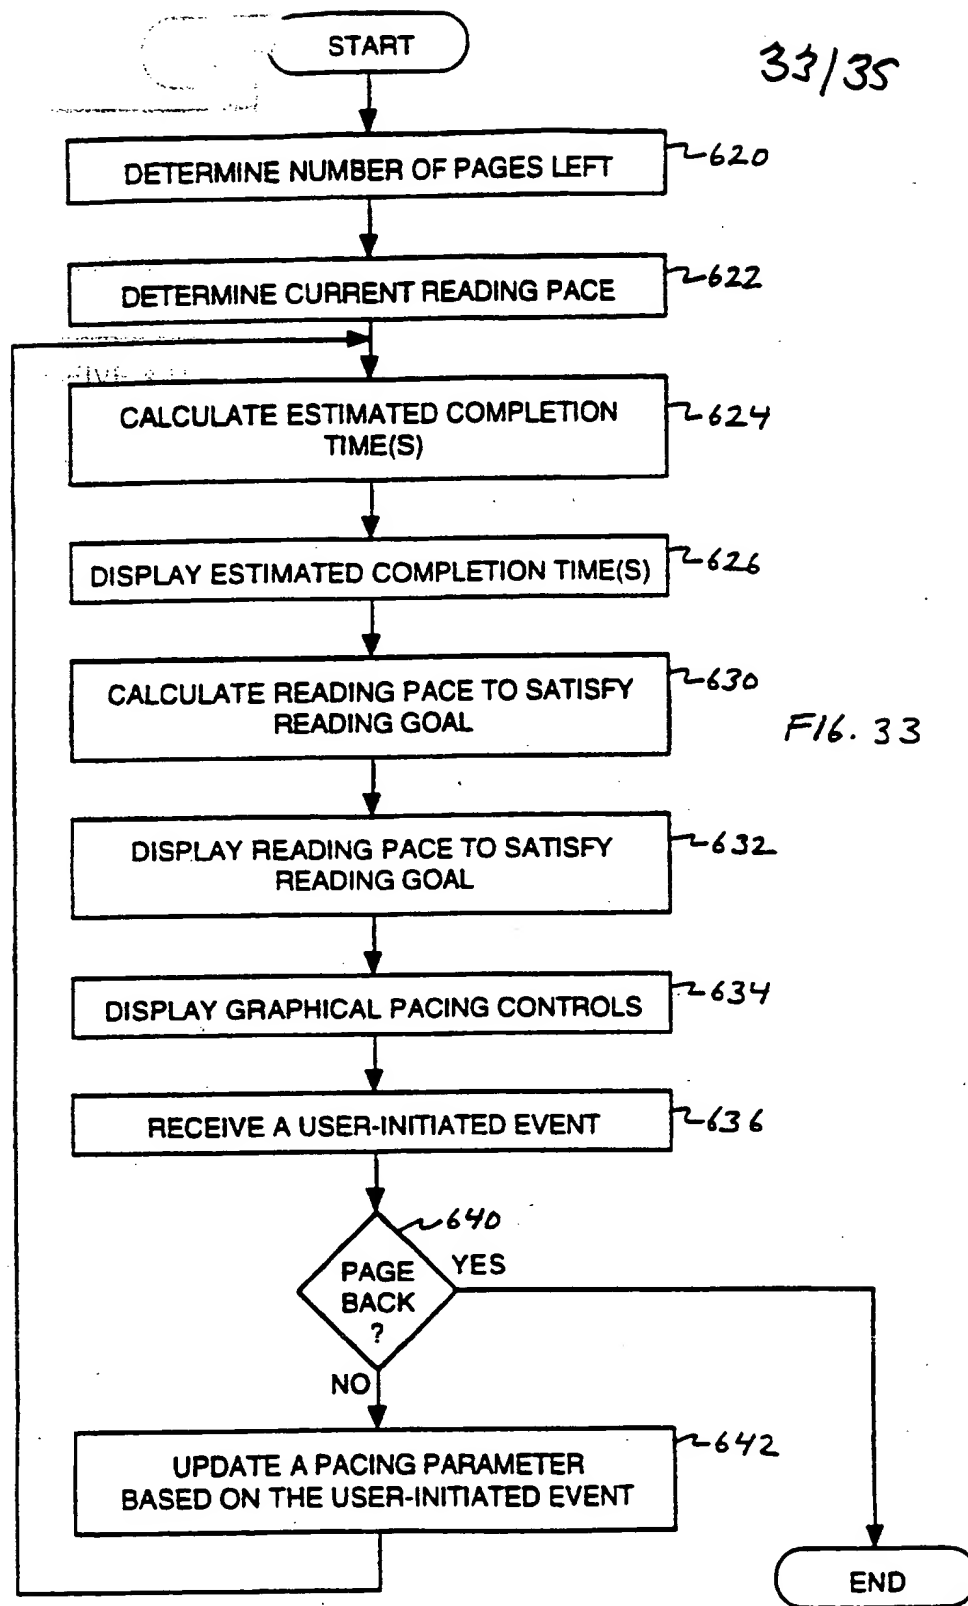 START
33/35
DETERMINE NUMBER OF PAGES LEFT
620
DETERMINE CURRENT READING PACE
622
CALCULATE ESTIMATED COMPLETION
TIME(S)
624
DISPLAY ESTIMATED COMPLETION TIME(S)
626
CALCULATE READING PACE TO SATISFY
READING GOAL
630
FIG. 33
DISPLAY READING PACE TO SATISFY
READING GOAL
632
DISPLAY GRAPHICAL PACING CONTROLS
634
RECEIVE A USER-INITIATED EVENT
636
640
PAGE
BACK
?
YES
NO
UPDATE A PACING PARAMETER
BASED ON THE USER-INITIATED EVENT
642
END